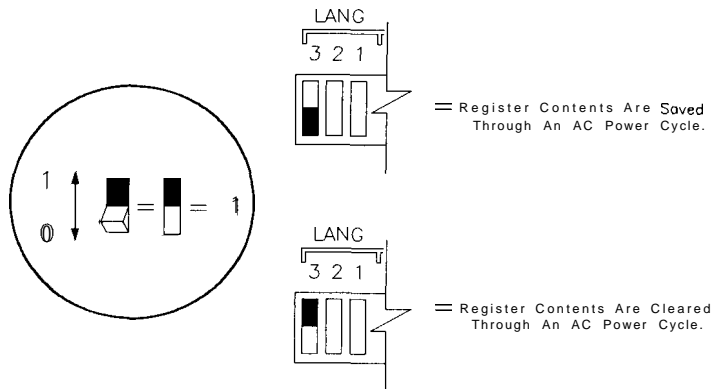 LANG
3 2 1
= Register Contents Are Saved
Through An AC Power Cycle.
1
0
= = 1
LANG
3 2 1
= Register Contents Are Cleared
Through An AC Power Cycle.